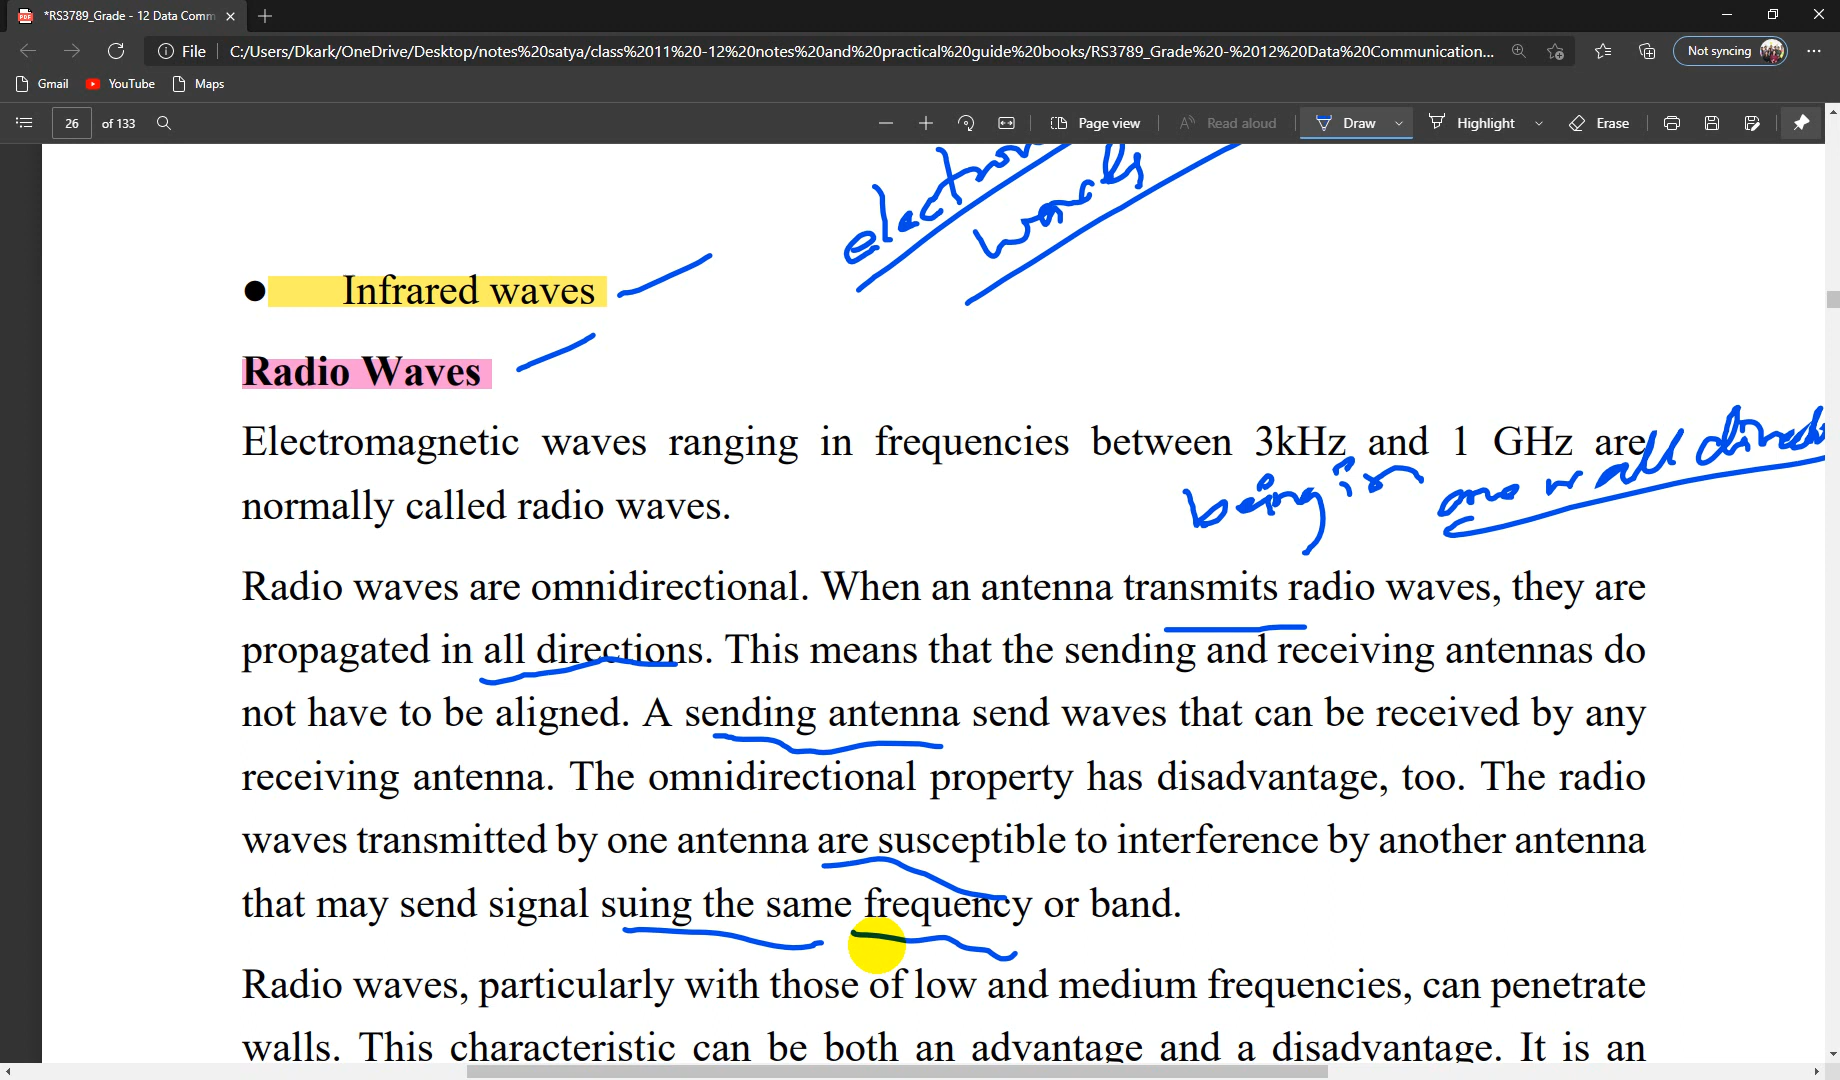 *RS3789_Grade - 12 Data Comm
File C:/Users/Dkark/OneDrive/Desktop/notes%20satya/class%2011%20-12%20notes%20and%20practical%20guide%20books/RS3789_Grade%20-%2012%20Data%20Communication... Not syncing
Gmail YouTube Maps
26 of 133 Page view Read aloud Draw Highlight Erase
● Infrared waves
Radio Waves
Electromagnetic waves ranging in frequencies between 3kHz and 1 GHz are
being in all
normally called radio waves.
Radio waves are omnidirectional. When an antenna transmits radio waves, they are
propagated in all directions. This means that the sending and receiving antennas do
not have to be aligned. A sending antenna send waves that can be received by any
receiving antenna. The omnidirectional property has disadvantage, too. The radio
waves transmitted by one antenna are susceptible to interference by another antenna
that may send signal suing the same frequency or band.
Radio waves, particularly with those of low and medium frequencies, can penetrate
walls. This characteristic can be both an advantage and a disadvantage. It is an